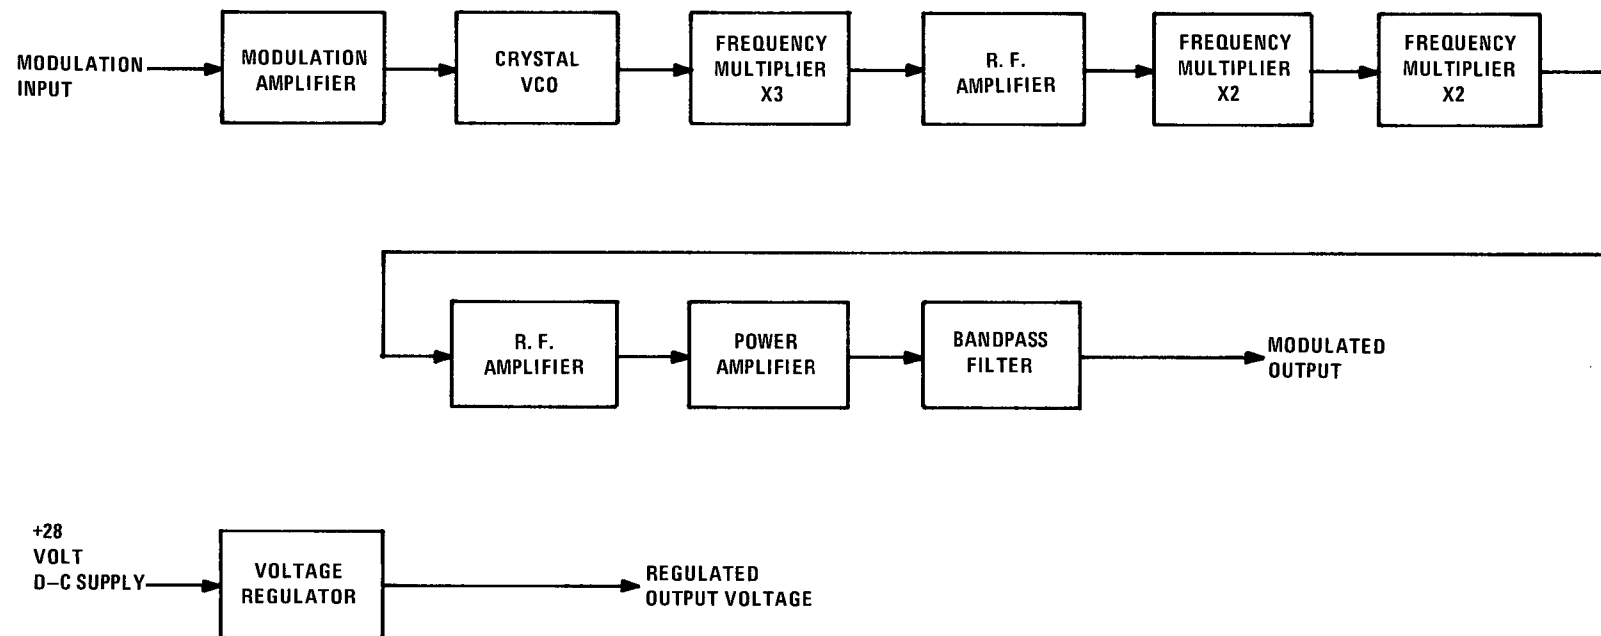 MODULATION
INPUT
MODULATION
AMPLIFIER
CRYSTAL
VCO
FREQUENCY
MULTIPLIER
X3
R. F.
AMPLIFIER
FREQUENCY
MULTIPLIER
X2
FREQUENCY
MULTIPLIER
X2
R. F.
AMPLIFIER
POWER
AMPLIFIER
BANDPASS
FILTER
MODULATED
OUTPUT
+28
VOLT
D–C SUPPLY
VOLTAGE
REGULATOR
REGULATED
OUTPUT VOLTAGE